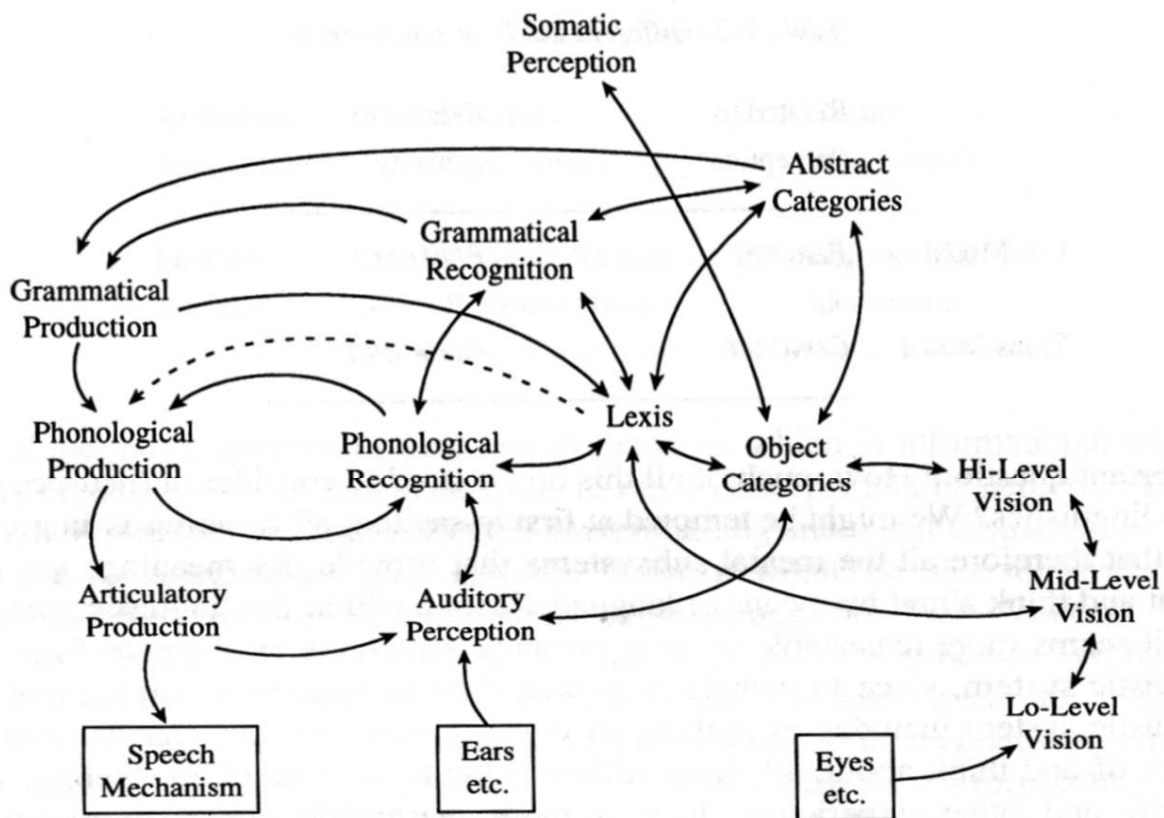 Somatic
Perception
Abstract
Categories
Grammatical
Recognition
Grammatical
Production
Phonological
Production
Phonological
Recognition
Lexis
Object
Categories
Hi-Level
Vision
Mid-Level
Vision
Articulatory
Production
Auditory
Perception
Lo-Level
Vision
Speech
Mechanism
Ears
etc.
Eyes
etc.